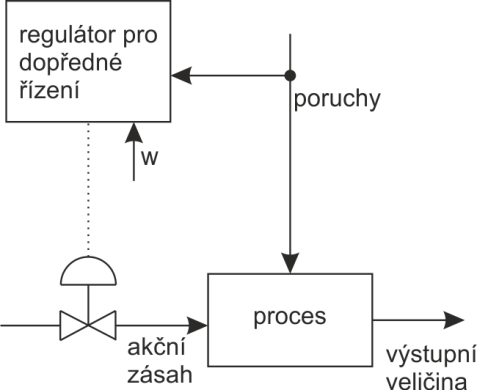 regulátor pro
dopředné
řízení
poruchy
w
proces
akční
zásah
výstupní
veličina